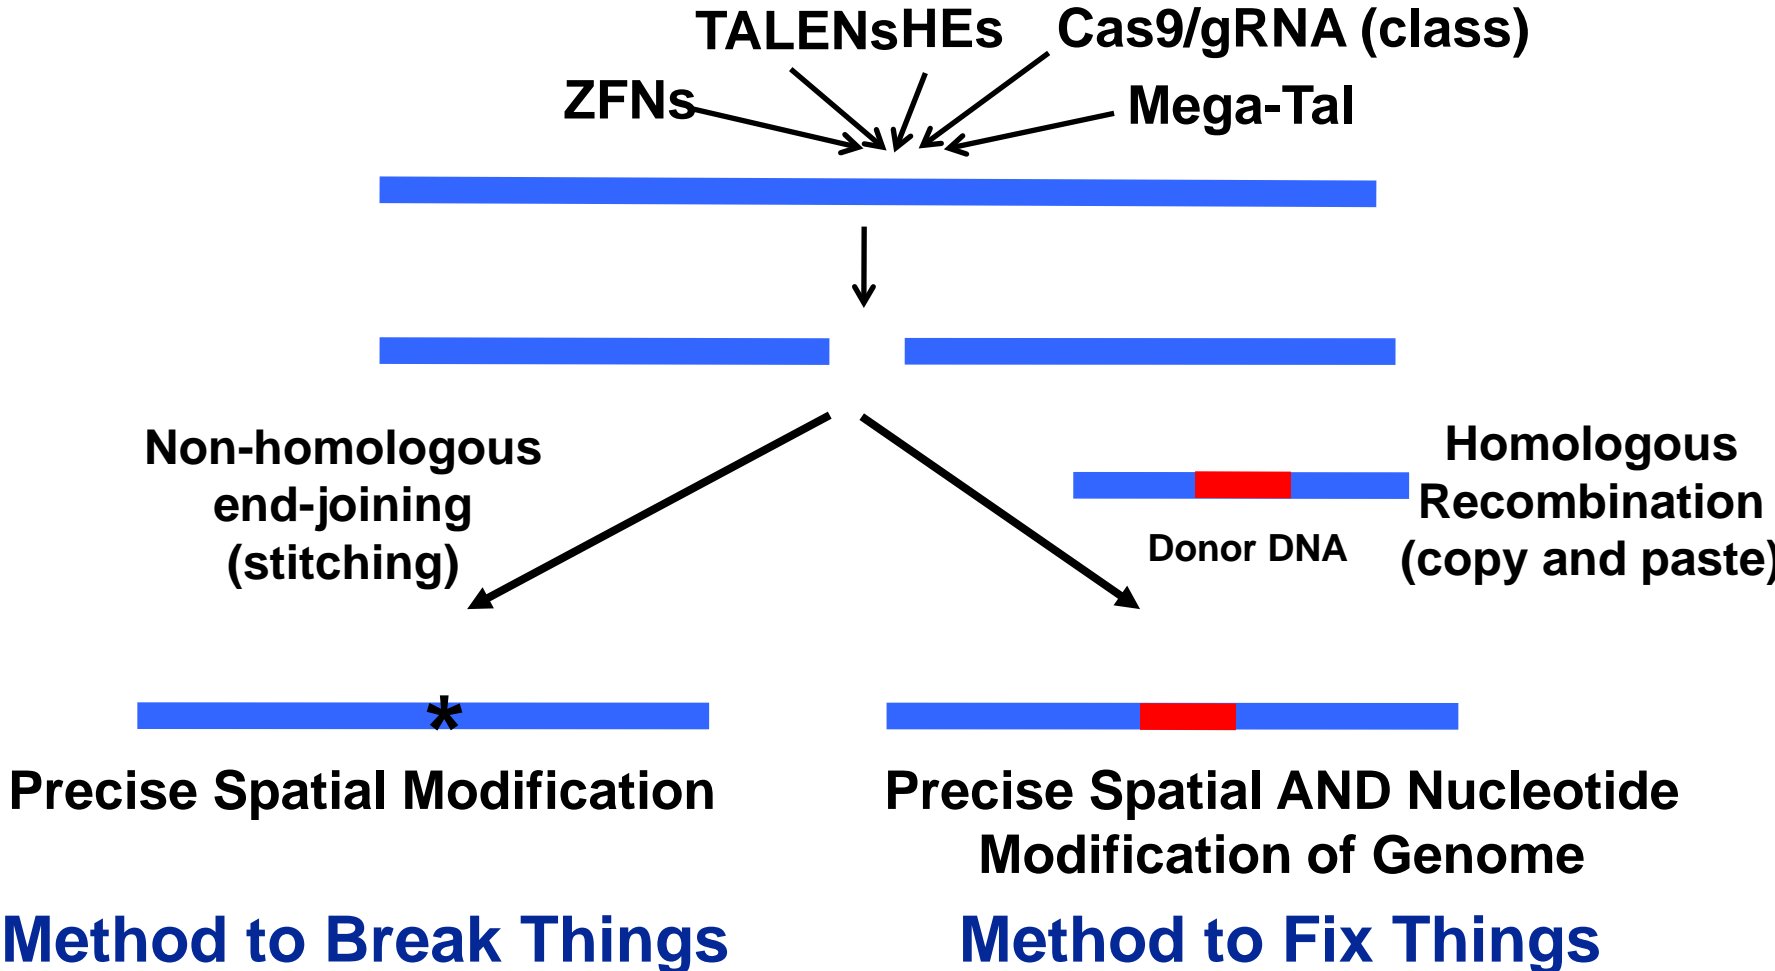 TALENsHEs Cas9/gRNA (class)
ZFNs Mega-Tal
Non-homologous
end-joining
(stitching)
Homologous
Recombination
(copy and paste)
Donor DNA
*
Precise Spatial Modification
Precise Spatial AND Nucleotide
Modification of Genome
Method to Break Things
Method to Fix Things